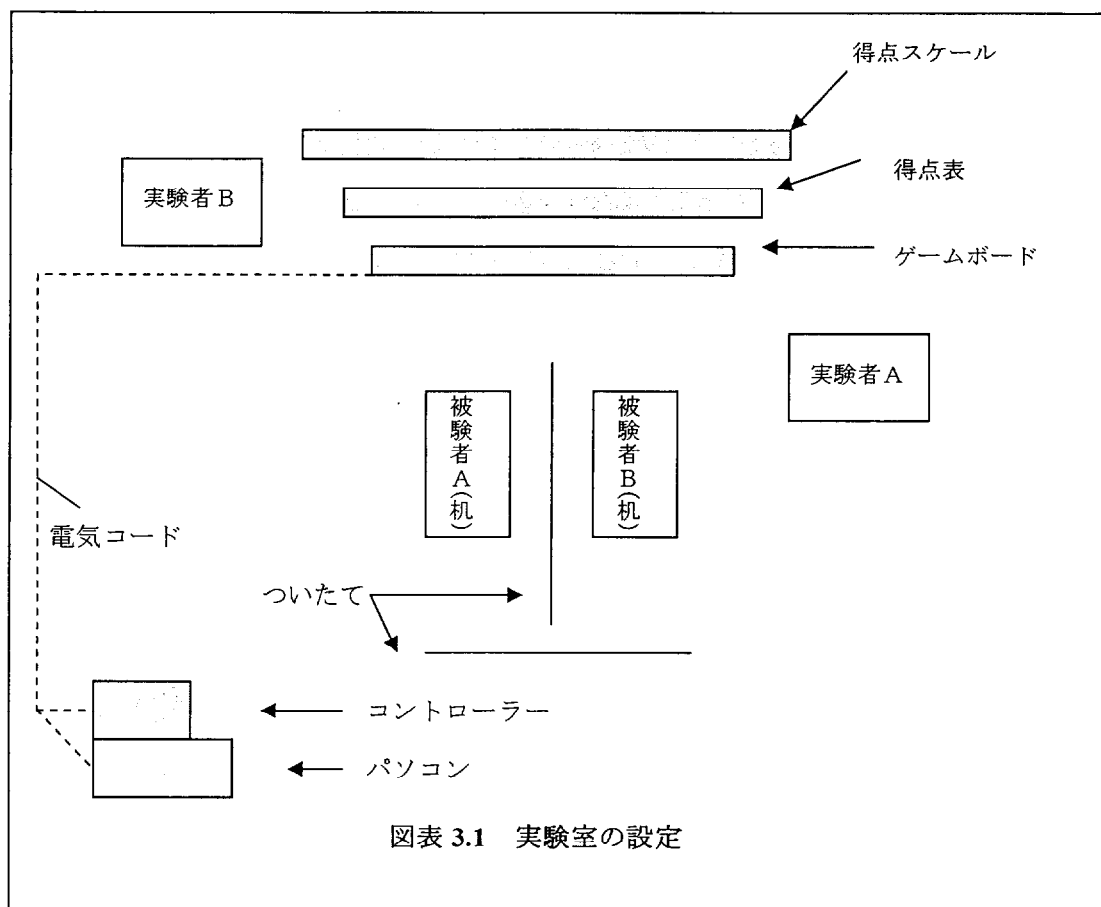 得点スケール
得点表
実験者B
ゲームボード
実験者A
被験者A(机)
被験者B(机)
電気コード
ついたて
コントローラー
パソコン
図表 3.1 実験室の設定